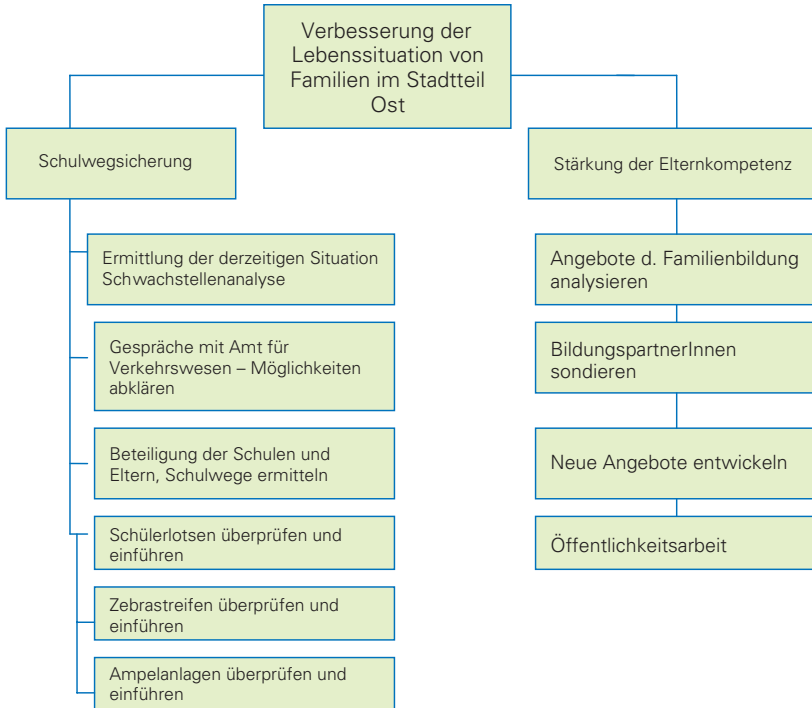 Verbesserung der
Lebenssituation von
Familien im Stadtteil
Ost
Schulwegsicherung
Ermittlung der derzeitigen Situation
Schwachstellenanalyse
Gespräche mit Amt für
Verkehrswesen – Möglichkeiten
abklären
Beteiligung der Schulen und
Eltern, Schulwege ermitteln
Schülerlotsen überprüfen und
einführen
Zebrastreifen überprüfen und
einführen
Ampelanlagen überprüfen und
einführen
Stärkung der Elternkompetenz
Angebote d. Familienbildung
analysieren
BildungspartnerInnen
sondieren
Neue Angebote entwickeln
Öffentlichkeitsarbeit